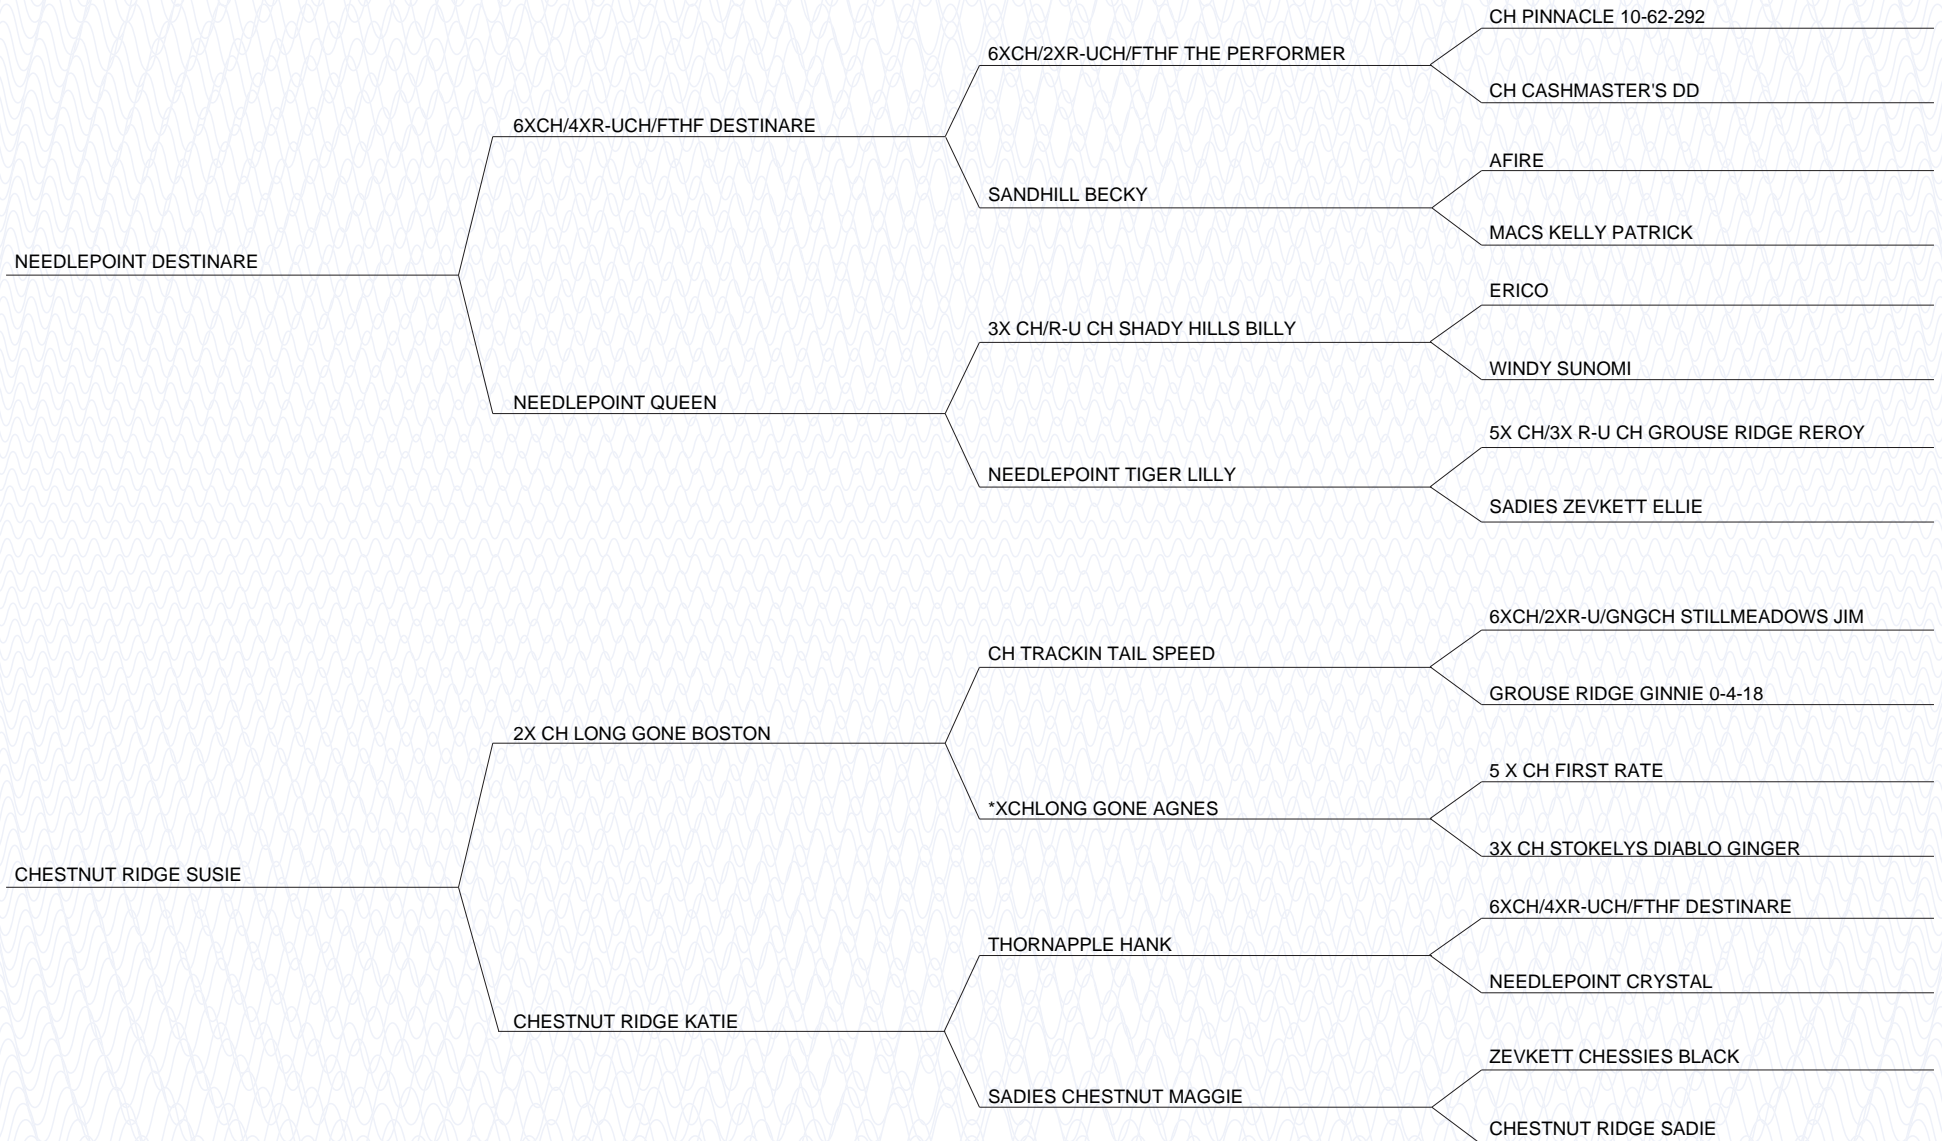 CH PINNACLE 10-62-292
6XCH/2XR-UCH/FTHF THE PERFORMER
CH CASHMASTER'S DD
6XCH/4XR-UCH/FTHF DESTINARE
AFIRE
SANDHILL BECKY
MACS KELLY PATRICK
NEEDLEPOINT DESTINARE
ERICO
3X CH/R-U CH SHADY HILLS BILLY
WINDY SUNOMI
NEEDLEPOINT QUEEN
5X CH/3X R-U CH GROUSE RIDGE REROY
NEEDLEPOINT TIGER LILLY
SADIES ZEVKETT ELLIE
6XCH/2XR-U/GNGCH STILLMEADOWS JIM
CH TRACKIN TAIL SPEED
GROUSE RIDGE GINNIE 0-4-18
2X CH LONG GONE BOSTON
5 X CH FIRST RATE
*XCHLONG GONE AGNES
3X CH STOKELYS DIABLO GINGER
CHESTNUT RIDGE SUSIE
6XCH/4XR-UCH/FTHF DESTINARE
THORNAPPLE HANK
NEEDLEPOINT CRYSTAL
CHESTNUT RIDGE KATIE
ZEVKETT CHESSIES BLACK
SADIES CHESTNUT MAGGIE
CHESTNUT RIDGE SADIE